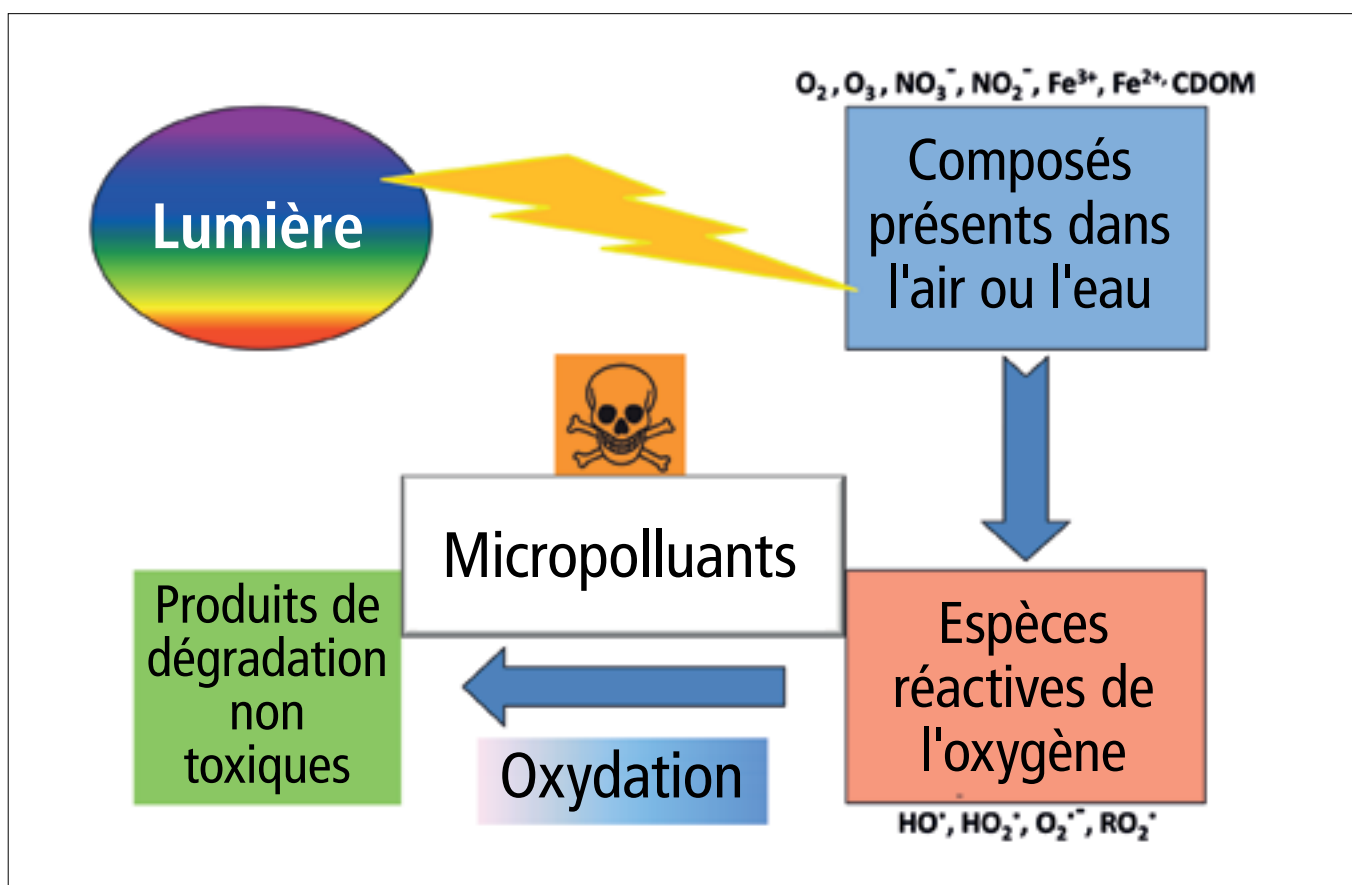 O₂, O₃, NO₃⁻, NO₂⁻, Fe³⁺, Fe²⁺, CDOM
Lumière
Composés
présents dans
l'air ou l'eau
Micropolluants
Espèces
réactives de
l'oxygène
HO•, HO₂•, O₂•⁻, RO₂•
Oxydation
Produits de
dégradation
non
toxiques